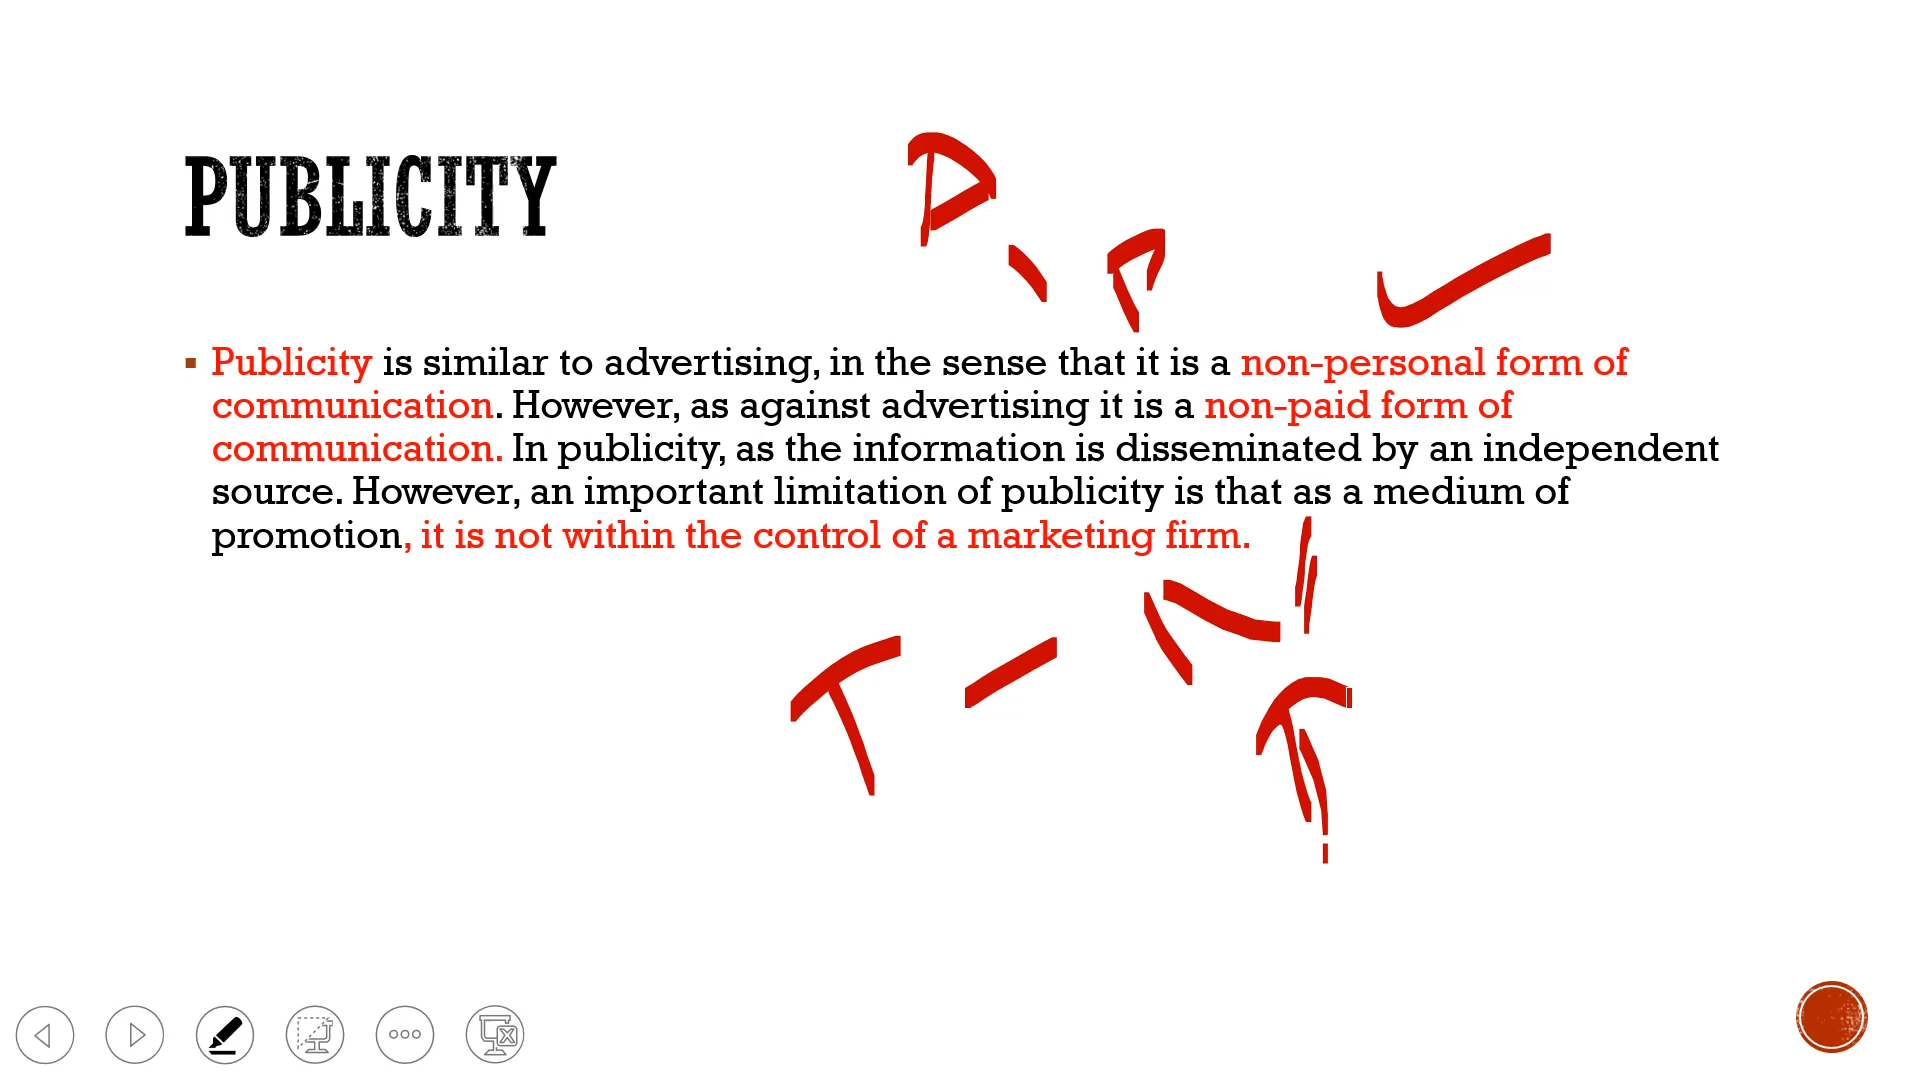 PUBLICITY
Publicity is similar to advertising, in the sense that it is a non-personal form of
communication. However, as against advertising it is a non-paid form of
communication. In publicity, as the information is disseminated by an independent
source. However, an important limitation of publicity is that as a medium of
promotion, it is not within the control of a marketing firm.